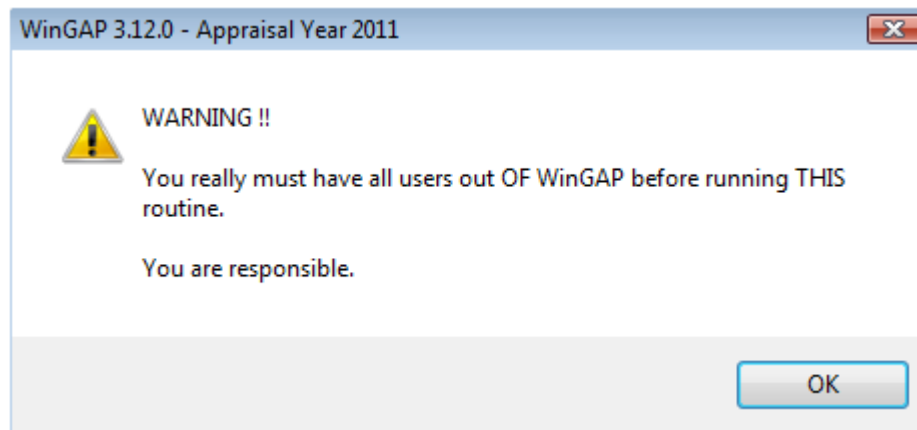 WinGAP 3.12.0 - Appraisal Year 2011
WARNING !!
You really must have all users out OF WinGAP before running THIS
routine.
You are responsible.
OK